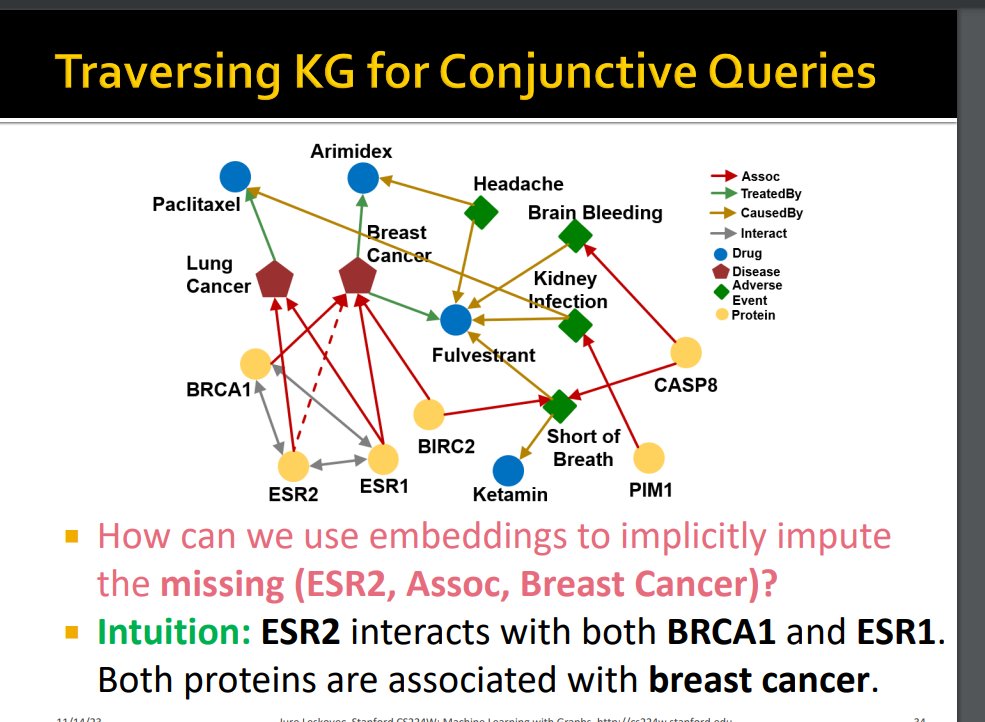 Traversing KG for Conjunctive Queries
Arimidex
Headache
Paclitaxel
Brain Bleeding
Breast
Cancer
Lung
Cancer
Kidney
Infection
Fulvestrant
BRCA1
CASP8
BIRC2
Short of
Breath
ESR2
ESR1
Ketamin
PIM1
Assoc
TreatedBy
CausedBy
Interact
Drug
Disease
Adverse
Event
Protein
How can we use embeddings to implicitly impute
the missing (ESR2, Assoc, Breast Cancer)?
Intuition: ESR2 interacts with both BRCA1 and ESR1.
Both proteins are associated with breast cancer.
11/14/23
Jure Leskovec, Stanford CS224W: Machine Learning with Graphs, http://cs224w.stanford.edu
34